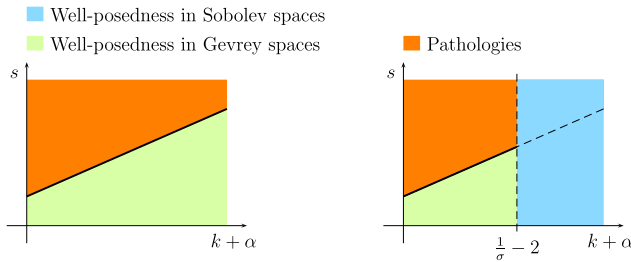 Well-posedness in Sobolev spaces
Well-posedness in Gevrey spaces
Pathologies
s
k + α
s
1/σ − 2
k + α